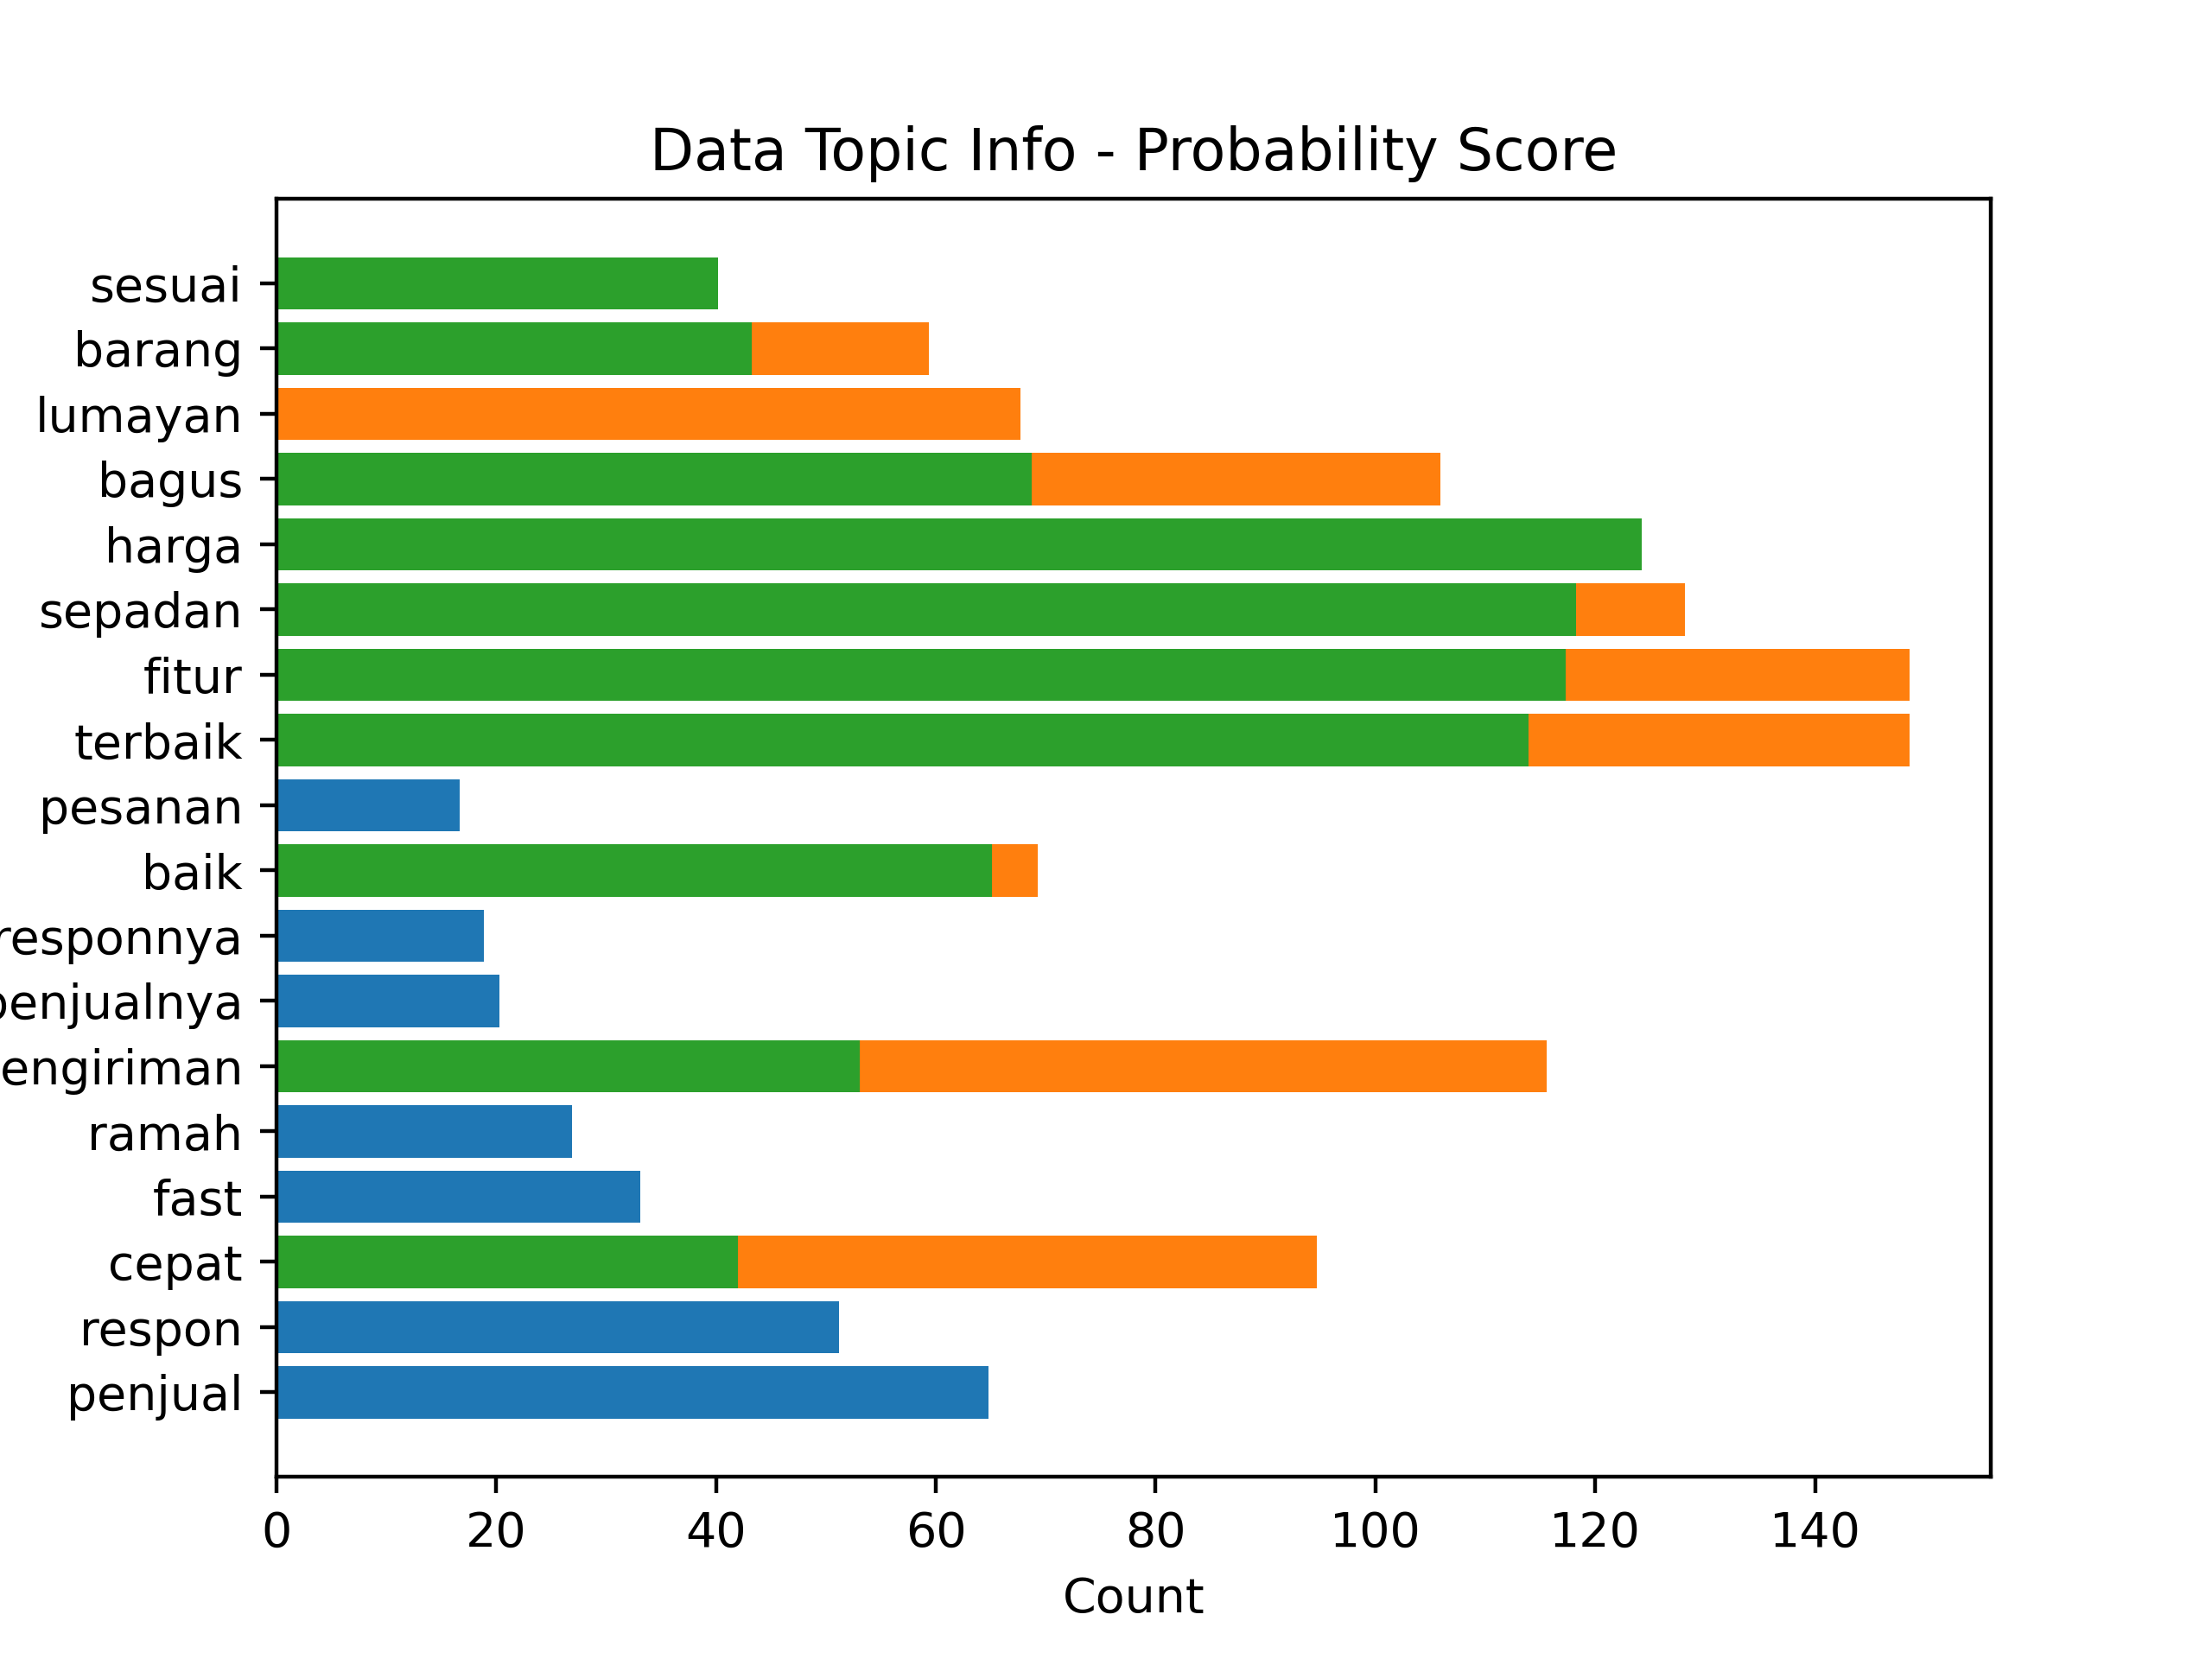 Data Topic Info - Probability Score
sesuai
barang
lumayan
bagus
harga
sepadan
fitur
terbaik
pesanan
baik
responnya
penjualnya
engiriman
ramah
fast
cepat
respon
penjual
0 20 40 60 80 100 120 140
Count